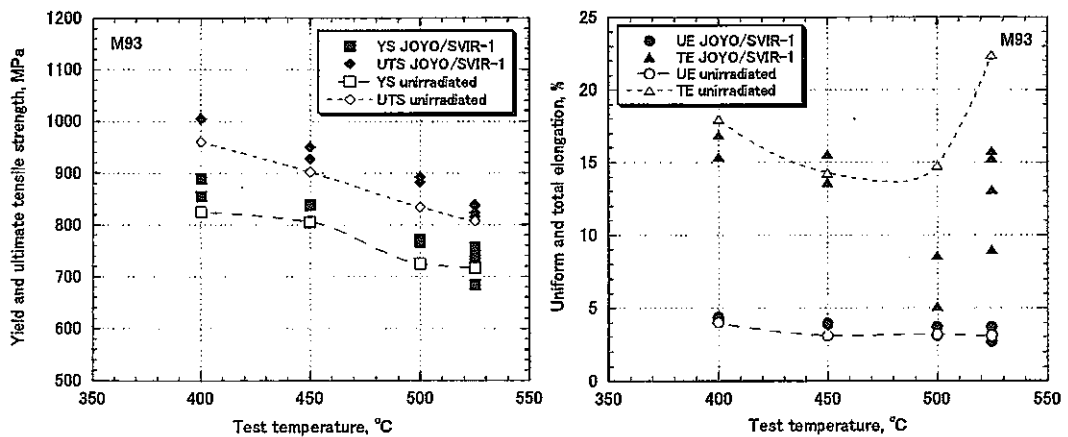 M93
YS JOYO/SVIR-1
UTS JOYO/SVIR-1
YS unirradiated
UTS unirradiated
Yield and ultimate tensile strength, MPa
1200
1100
1000
900
800
700
600
500
350
400
450
500
550
Test temperature, °C
UE JOYO/SVIR-1
TE JOYO/SVIR-1
UE unirradiated
TE unirradiated
M93
Uniform and total elongation, %
25
20
15
10
5
0
350
400
450
500
550
Test temperature, °C